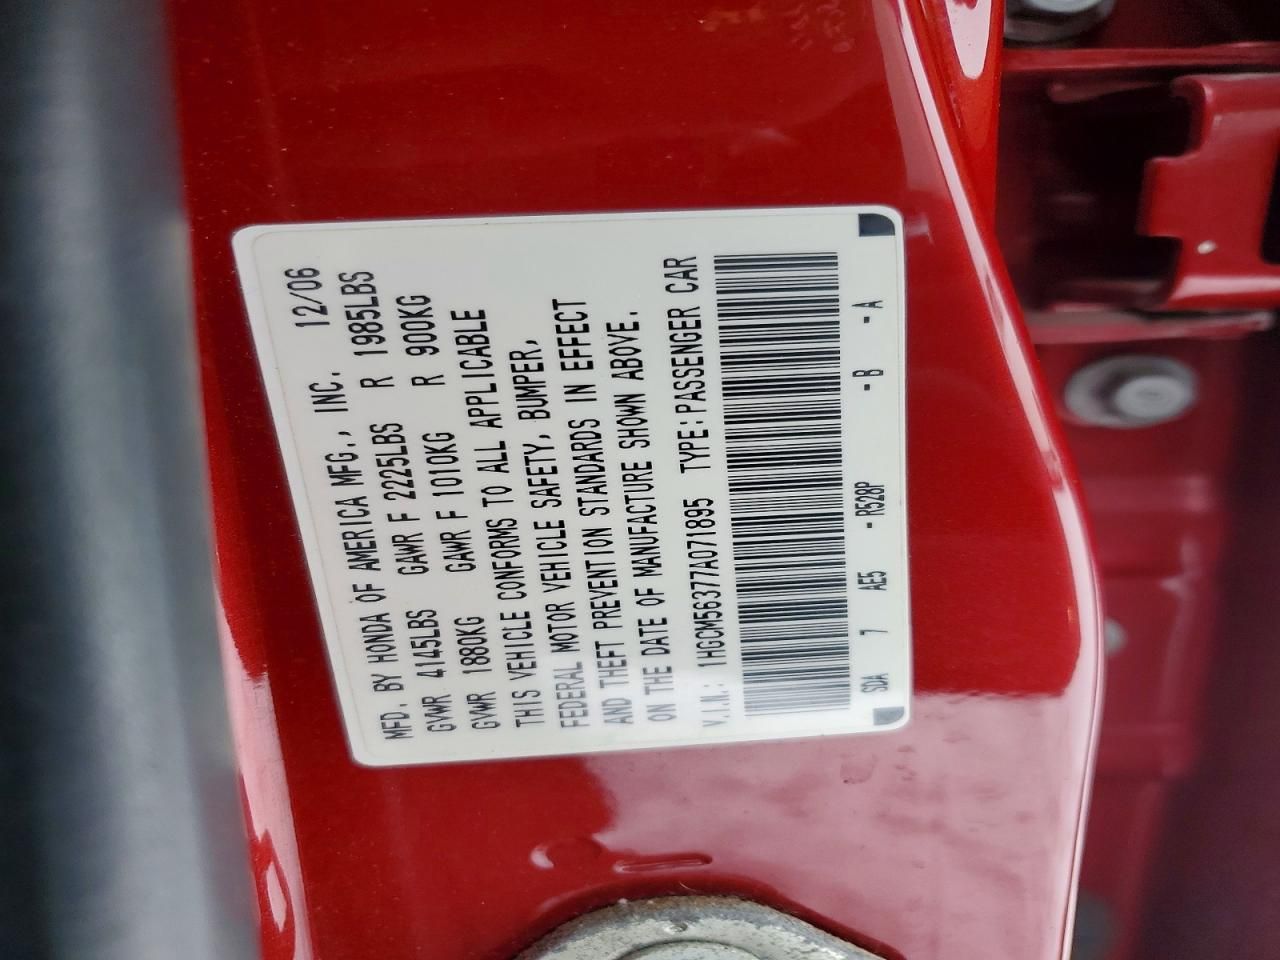 MFD. BY HONDA OF AMERICA MFG., INC. 12/06
GVWR 4145LBS GAWR F 2225LBS R 1985LBS
GVWR 1880KG GAWR F 1010KG R 900KG
THIS VEHICLE CONFORMS TO ALL APPLICABLE
FEDERAL MOTOR VEHICLE SAFETY, BUMPER,
AND THEFT PREVENTION STANDARDS IN EFFECT
ON THE DATE OF MANUFACTURE SHOWN ABOVE.
V.I.N.: 1HGCM56377A071895 TYPE:PASSENGER CAR
SDA 7 AE5 -R528P -B -A